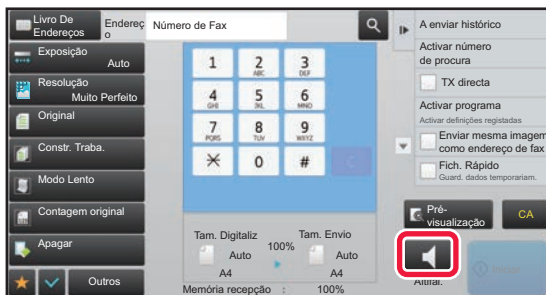 Livro De
Endereços
Endereç
o
Número de Fax
Exposição
Auto
Resolução
Muito Perfeito
Original
Constr. Traba.
Modo Lento
Contagem original
Apagar
Outros
1
2
ABC
3
DEF
4
GHI
5
JKL
6
MNO
7
PQRS
8
TUV
9
WXYZ
0
#
C
Tam. Digitaliz
100%
Tam. Envio
Auto
Auto
A4
A4
Memória recepção : 100%
A enviar histórico
Activar número
de procura
TX directa
Activar programa
Activar definições registadas
Enviar mesma imagem
como endereço de fax
Fich. Rápido
Guard. dados temporariam.
Pré-
visualização
CA
Altifal.